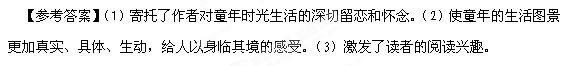 【参考答案】（1）寄托了作者对童年时光生活的深切留恋和怀念。（2）使童年的生活图景
更加真实、具体、生动，给人以身临其境的感受。（3）激发了读者的阅读兴趣。